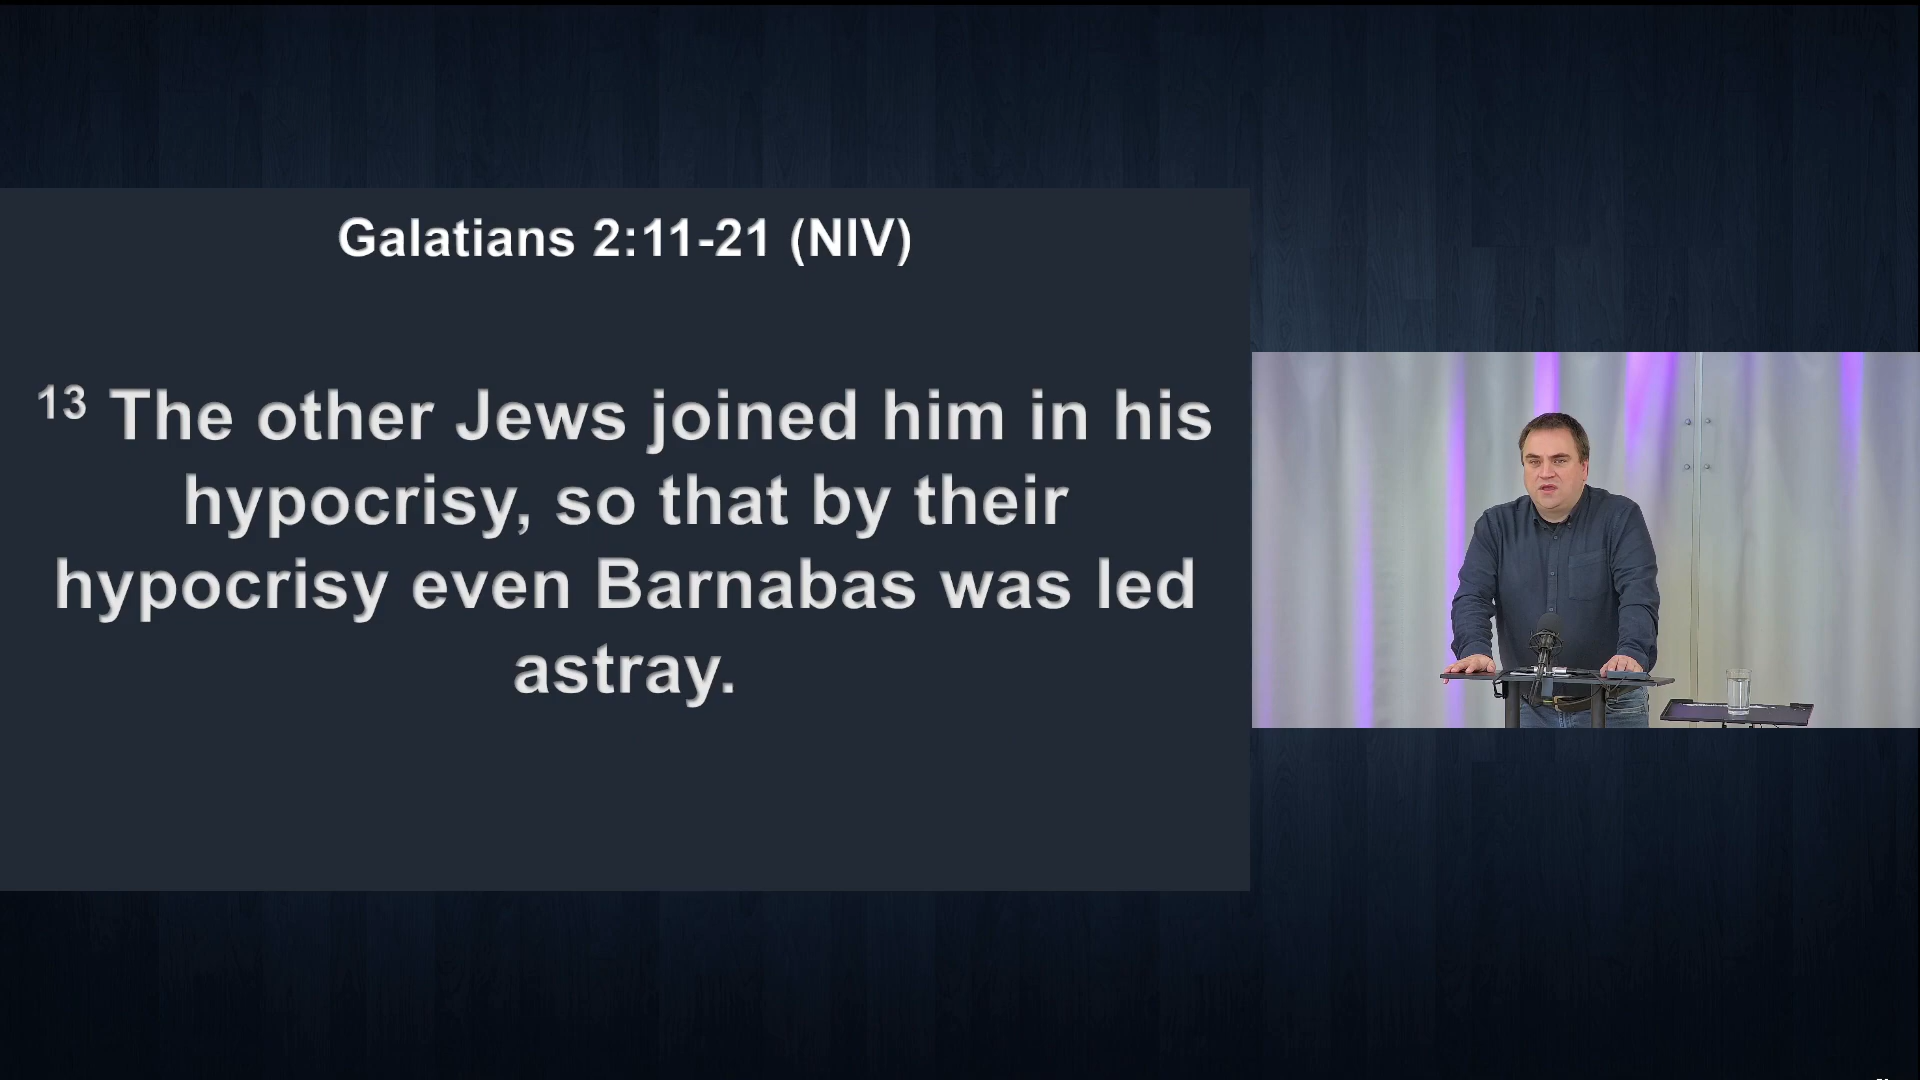 Galatians 2:11-21 (NIV)
13 The other Jews joined him in his
hypocrisy, so that by their
hypocrisy even Barnabas was led
astray.